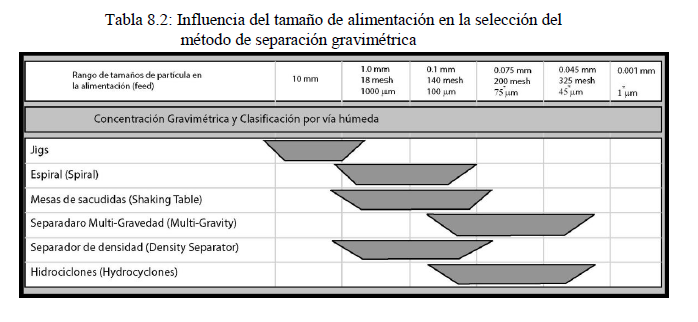 Tabla 8.2: Influencia del tamaño de alimentación en la selección del
método de separación gravimétrica
Rango de tamaños de partícula en
la alimentación (feed)
10 mm
1.0 mm
18 mesh
1000 µm
0.1 mm
140 mesh
100 µm
0.075 mm
200 mesh
75 µm
0.045 mm
325 mesh
45 µm
0.001 mm
1 µm
Concentración Gravimétrica y Clasificación por vía húmeda
Jigs
Espiral (Spiral)
Mesas de sacudidas (Shaking Table)
Separadaro Multi-Gravedad (Multi-Gravity)
Separador de densidad (Density Separator)
Hidrociclones (Hydrocyclones)